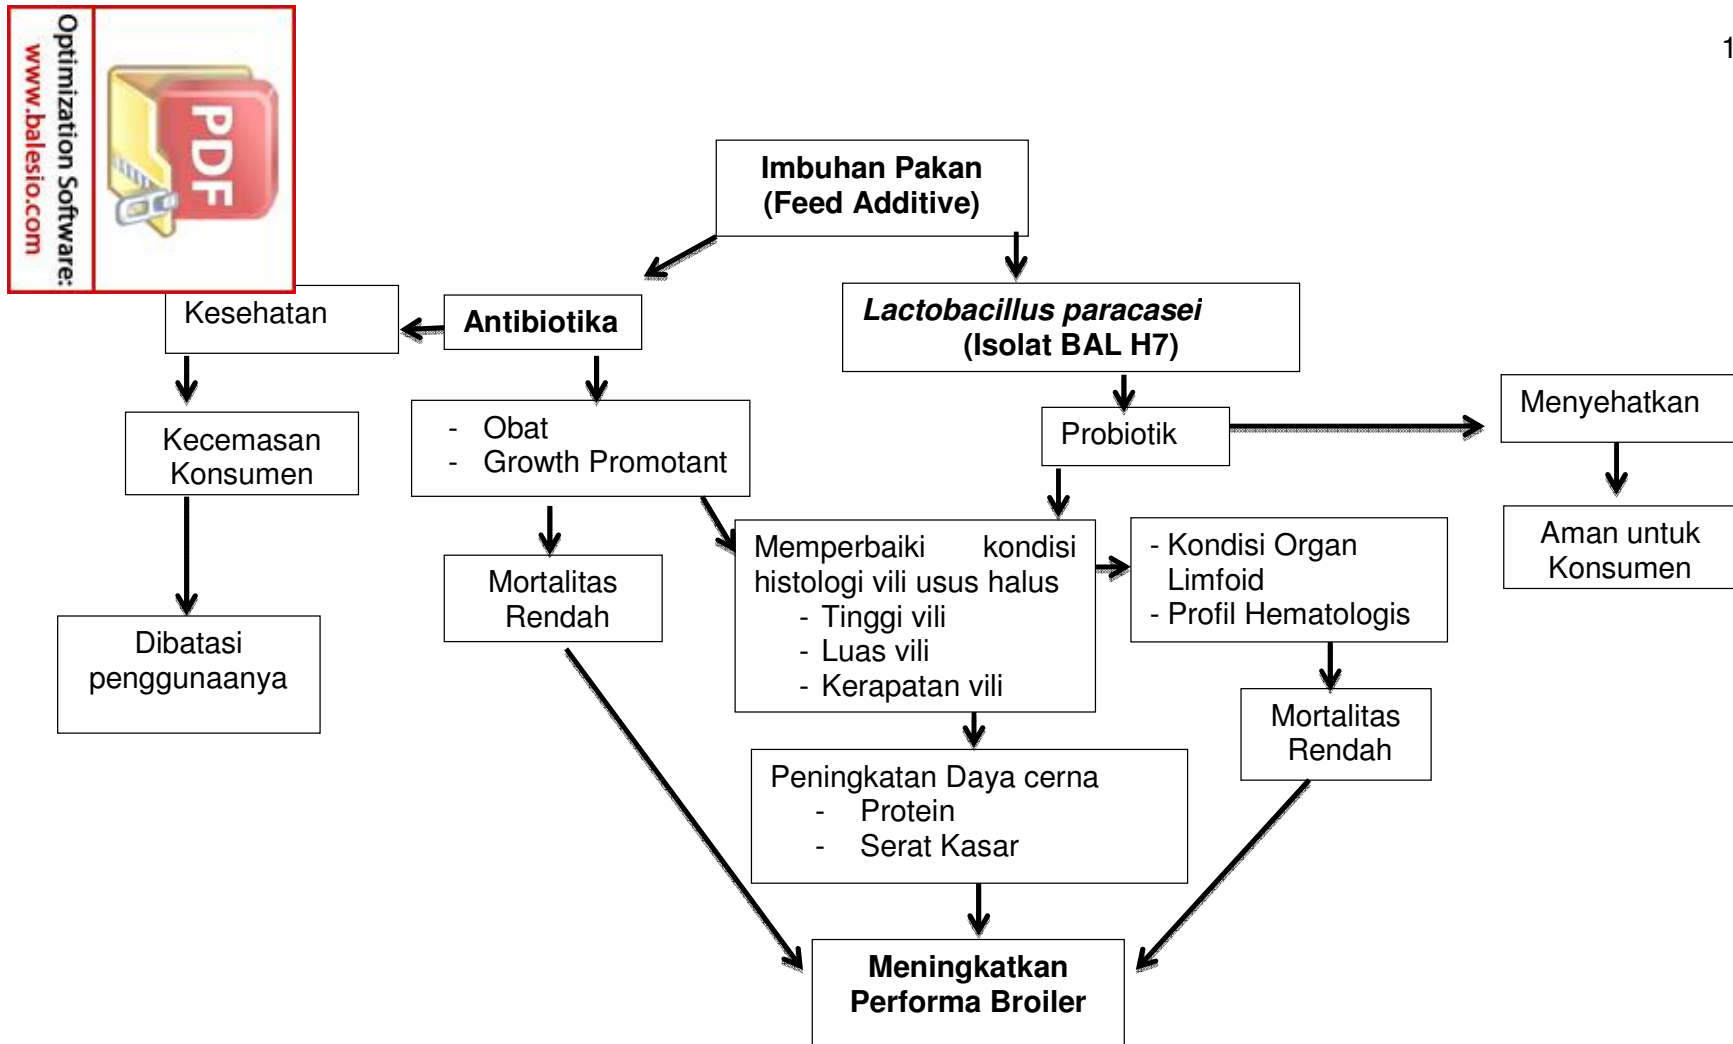 Optimization Software:
www.balesio.com
PDF
1
Imbuhan Pakan
(Feed Additive)
Kesehatan
Antibiotika
Lactobacillus paracasei
(Isolat BAL H7)
Kecemasan
Konsumen
- Obat
- Growth Promotant
Probiotik
Menyehatkan
Dibatasi
penggunaanya
Mortalitas
Rendah
Memperbaiki kondisi
histologi vili usus halus
- Tinggi vili
- Luas vili
- Kerapatan vili
- Kondisi Organ
Limfoid
- Profil Hematologis
Aman untuk
Konsumen
Mortalitas
Rendah
Peningkatan Daya cerna
- Protein
- Serat Kasar
Meningkatkan
Performa Broiler